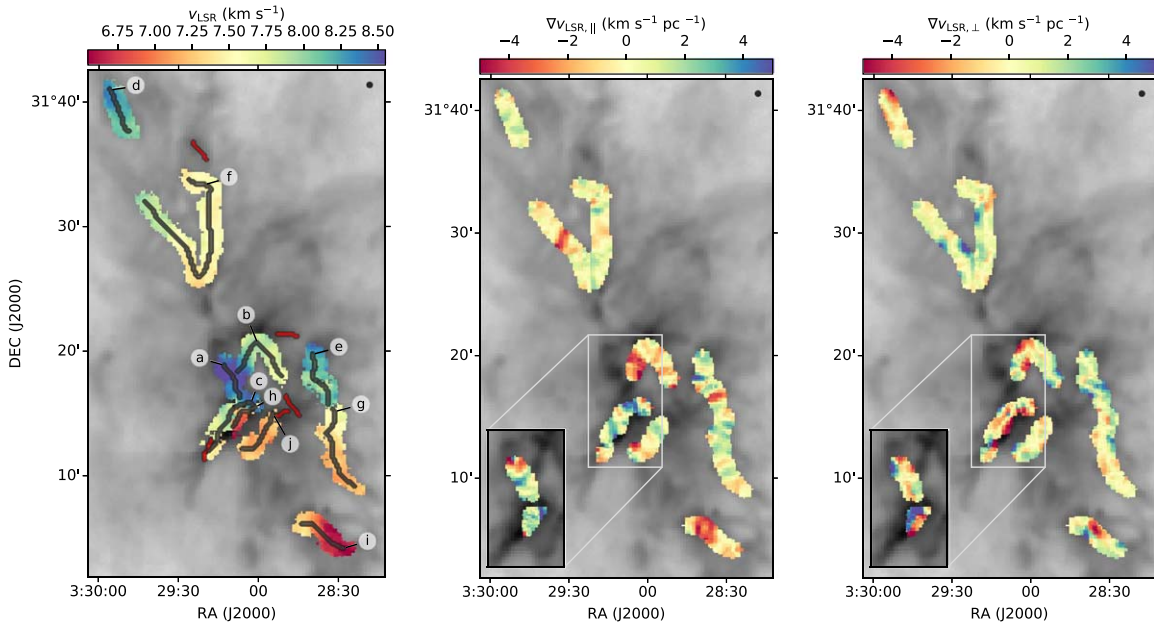 v_LSR (km s⁻¹)
6.75 7.00 7.25 7.50 7.75 8.00 8.25 8.50
∇v_LSR,∥ (km s⁻¹ pc ⁻¹)
−4 −2 0 2 4
∇v_LSR,⊥ (km s⁻¹ pc ⁻¹)
−4 −2 0 2 4
DEC (J2000)
31°40'
30'
20'
10'
d
f
b
a
e
c
h
g
j
i
3:30:00 29:30 00 28:30
RA (J2000)
31°40'
30'
20'
10'
3:30:00 29:30 00 28:30
RA (J2000)
31°40'
30'
20'
10'
3:30:00 29:30 00 28:30
RA (J2000)